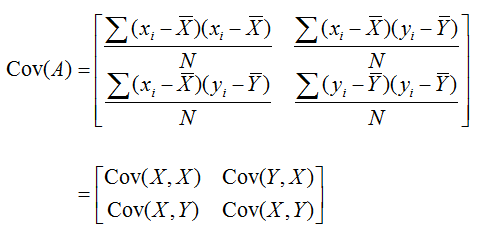 Cov(A) = [ ∑(xᵢ − X̅)(xᵢ − X̅) / N    ∑(xᵢ − X̅)(yᵢ − Y̅) / N
∑(xᵢ − X̅)(yᵢ − Y̅) / N    ∑(yᵢ − Y̅)(yᵢ − Y̅) / N ]
= [ Cov(X, X)    Cov(Y, X)
Cov(X, Y)    Cov(X, Y) ]